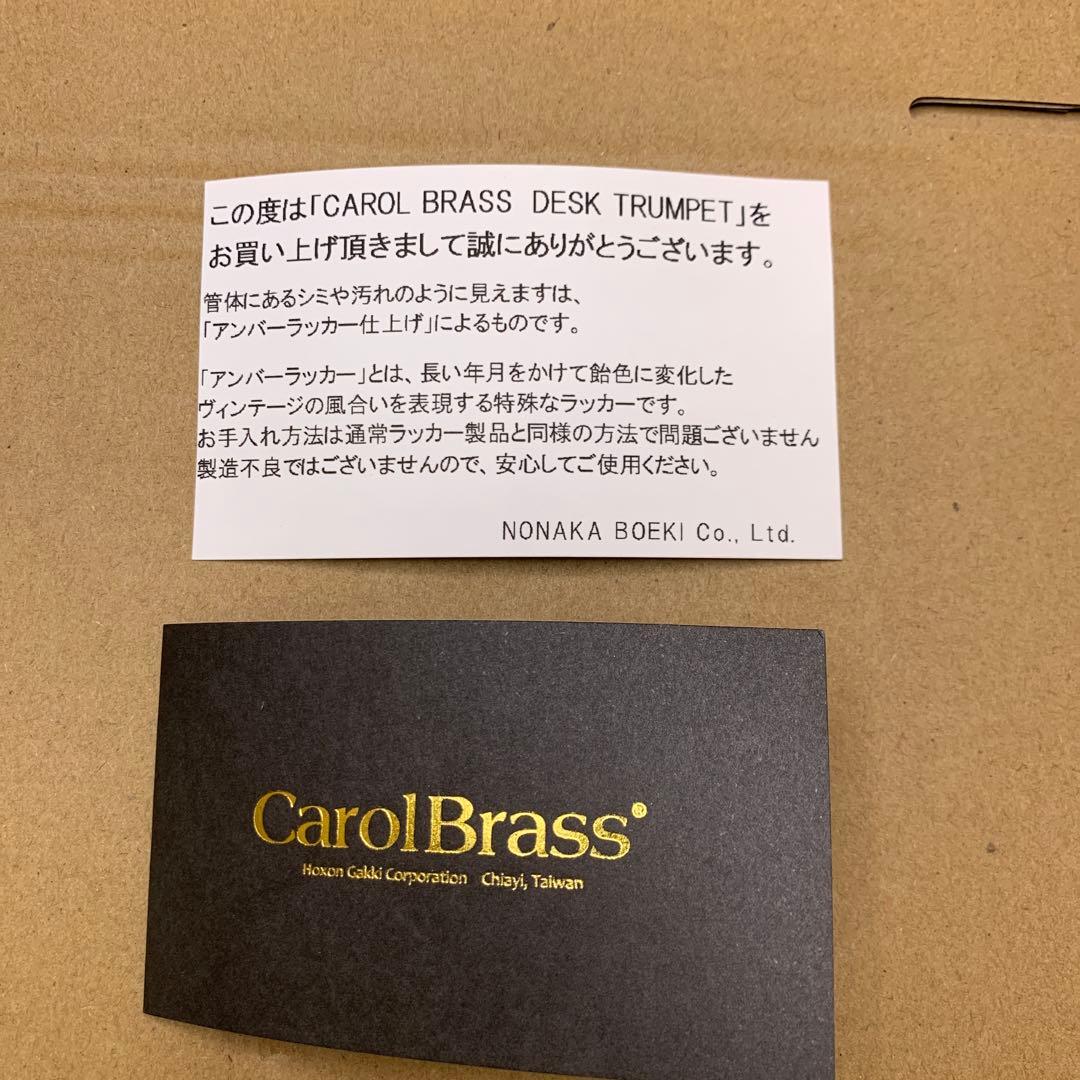 この度は「CAROL BRASS DESK TRUMPET」を
お買い上げ頂きまして誠にありがとうございます。
管体にあるシミや汚れのように見えますは、
「アンバーラッカー仕上げ」によるものです。
「アンバーラッカー」とは、長い年月をかけて飴色に変化した
ヴィンテージの風合いを表現する特殊なラッカーです。
お手入れ方法は通常ラッカー製品と同様の方法で問題ございません
製造不良ではございませんので、安心してご使用ください。
NONAKA BOEKI Co., Ltd.
CarolBrass®
Hoxon Gakki Corporation Chiayi, Taiwan